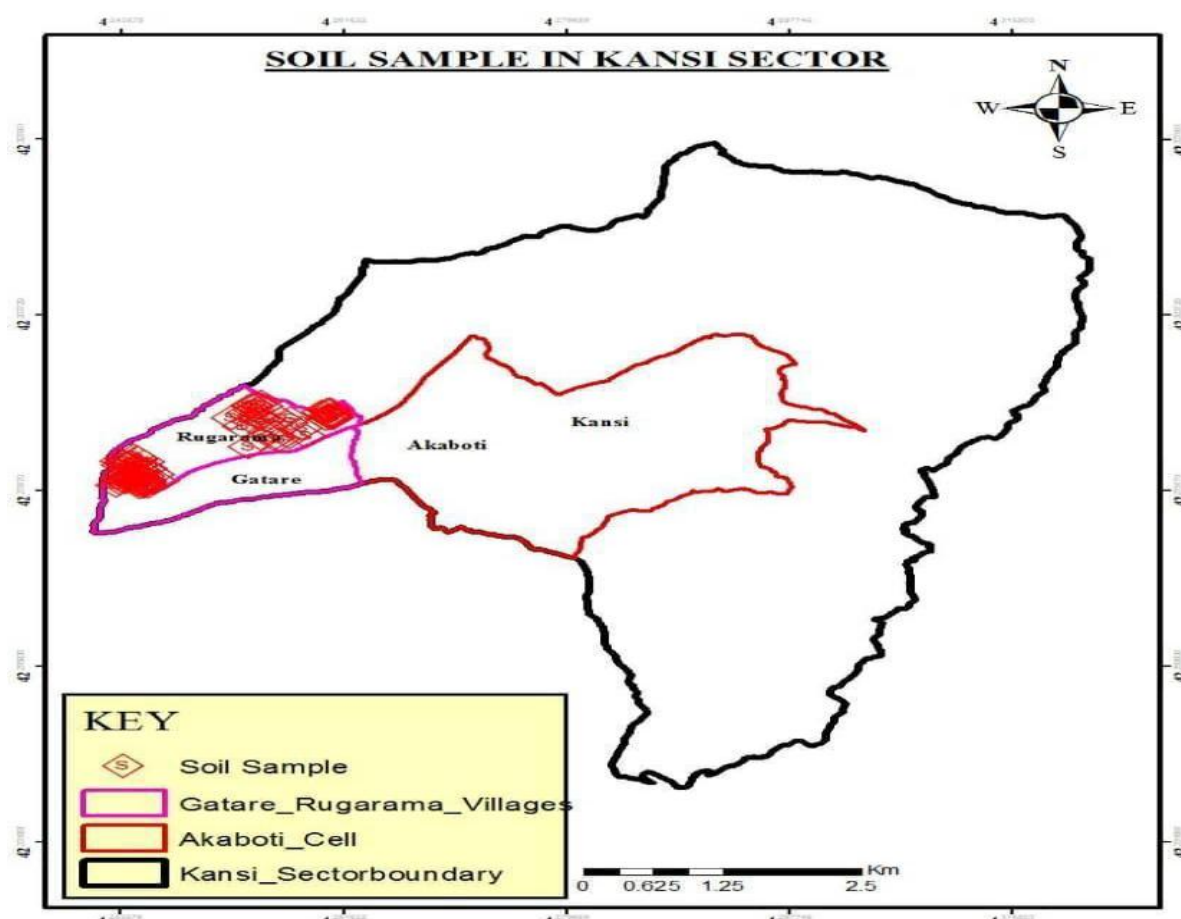 SOIL SAMPLE IN KANSI SECTOR
N
W E
S
Kansi
Rugarama
Akaboti
Gatare
KEY
S Soil Sample
Gatare_Rugarama_Villages
Akaboti_Cell
Kansi_Sectorboundary
Km
0 0.625 1.25 2.5